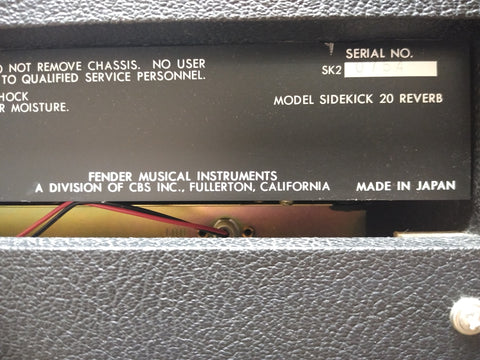 NOT REMOVE CHASSIS. NO USER
TO QUALIFIED SERVICE PERSONNEL.
HOCK
R MOISTURE.
SERIAL NO.
SK2
MODEL SIDEKICK 20 REVERB
FENDER MUSICAL INSTRUMENTS
A DIVISION OF CBS INC., FULLERTON, CALIFORNIA
MADE IN JAPAN